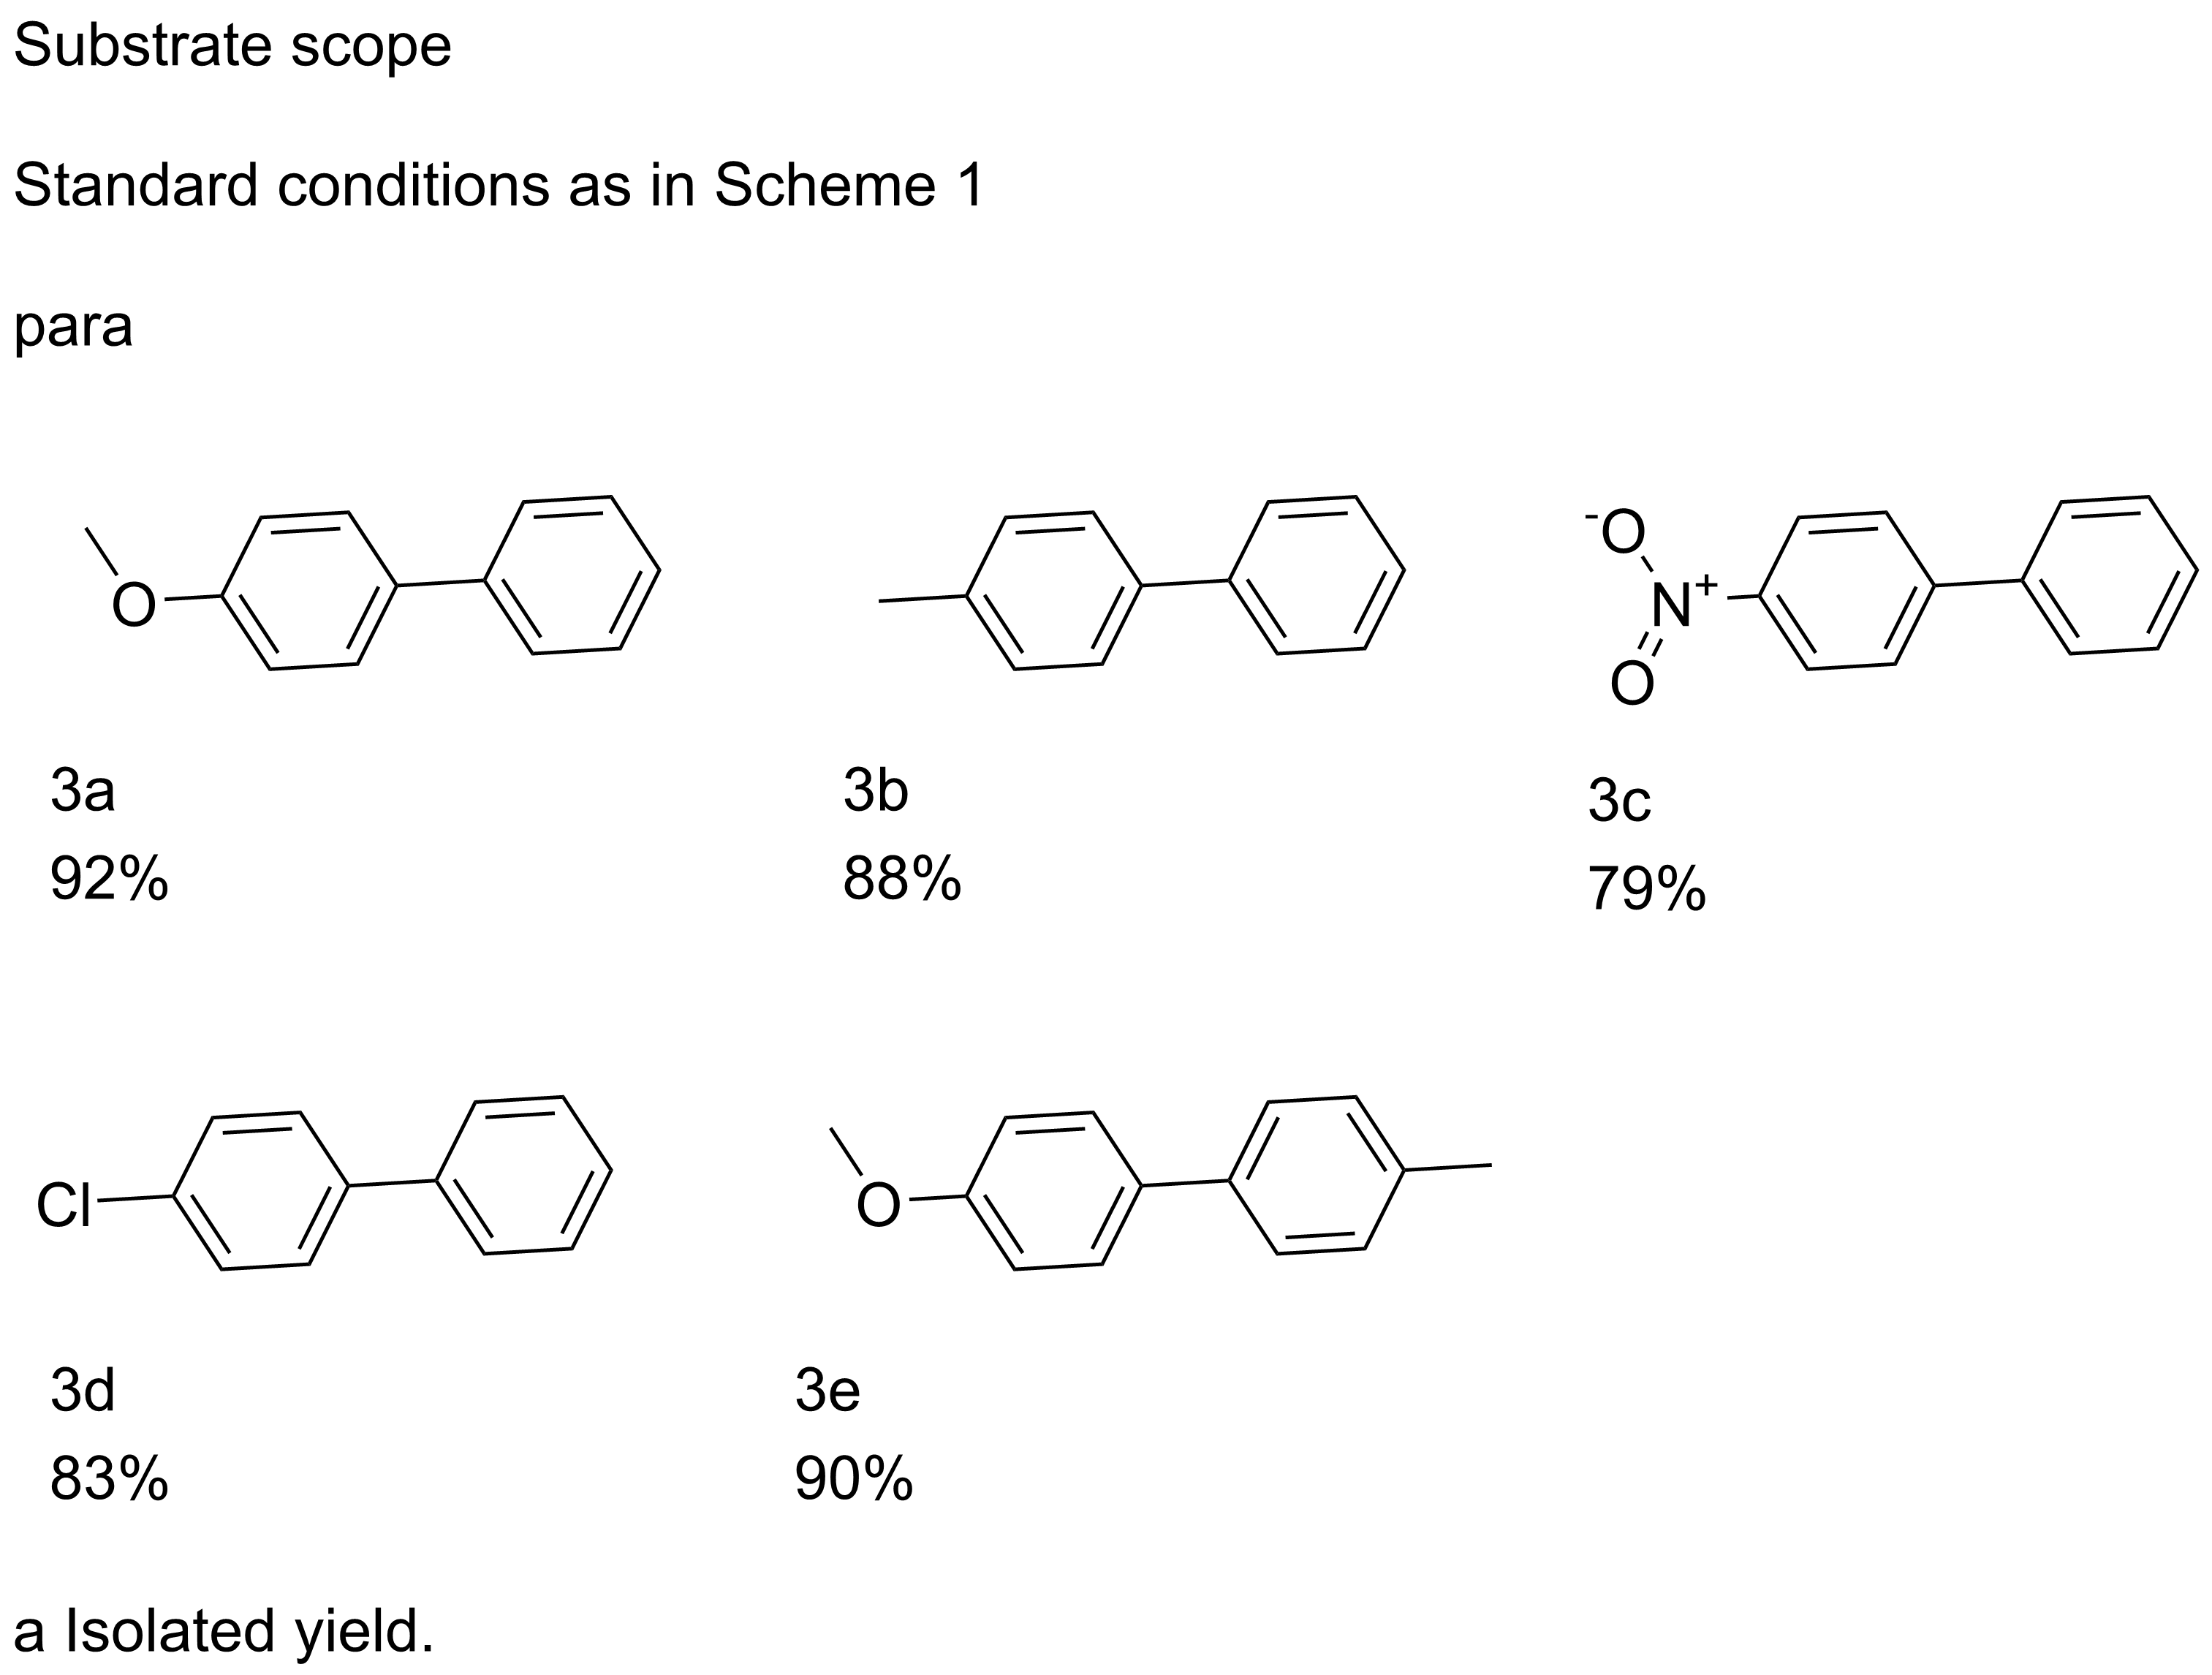 Substrate scope
Standard conditions as in Scheme 1
para
O
-O
N+
O
3a
3b
3c
92%
88%
79%
Cl
O
3d
3e
83%
90%
a Isolated yield.